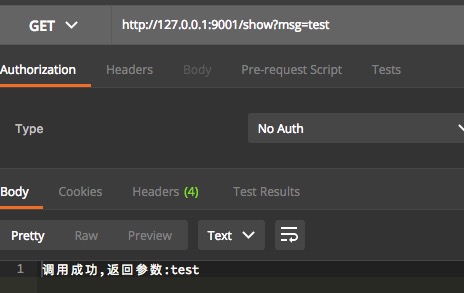 GET http://127.0.0.1:9001/show?msg=test
Authorization Headers Body Pre-request Script Tests
Type No Auth
Body Cookies Headers (4) Test Results
Pretty Raw Preview Text
1 调用成功,返回参数:test